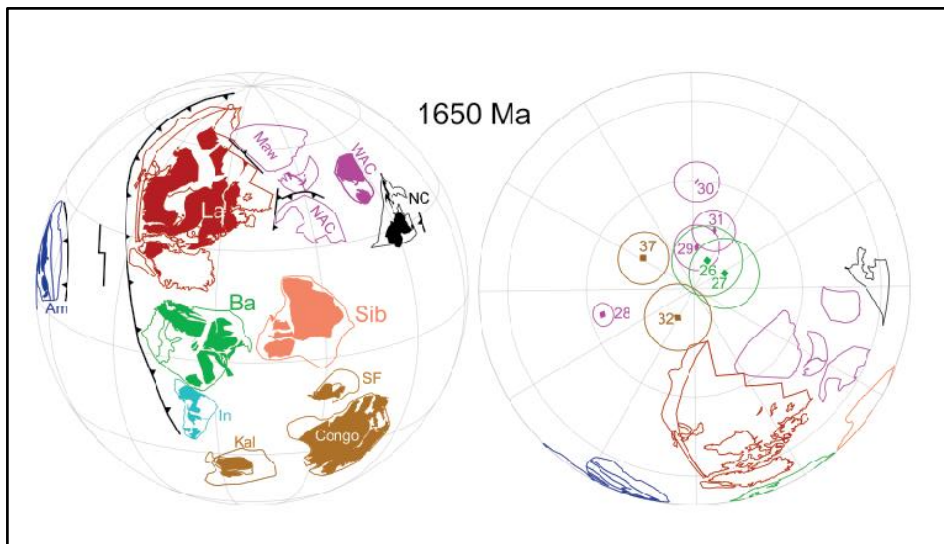 1650 Ma
Maw
WAC
NC
La
NAC
Am
Ba
Sib
In
SF
Kal
Congo
30
31
37
29
26
27
28
32